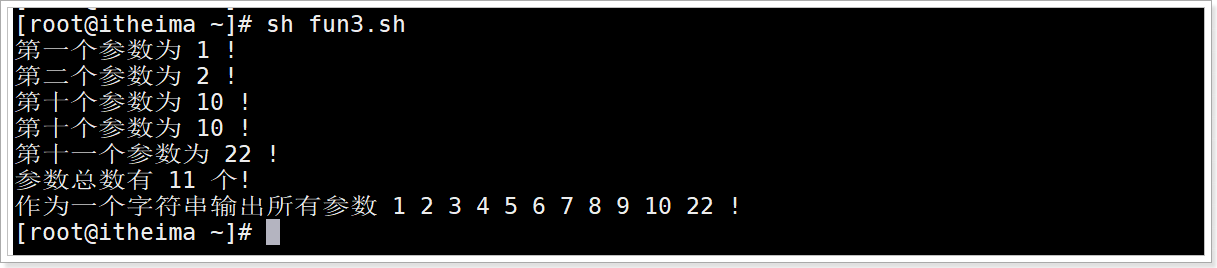 [root@itheima ~]# sh fun3.sh
第一个参数为 1 !
第二个参数为 2 !
第十个参数为 10 !
第十个参数为 10 !
第十一个参数为 22 !
参数总数有 11 个!
作为一个字符串输出所有参数 1 2 3 4 5 6 7 8 9 10 22 !
[root@itheima ~]#